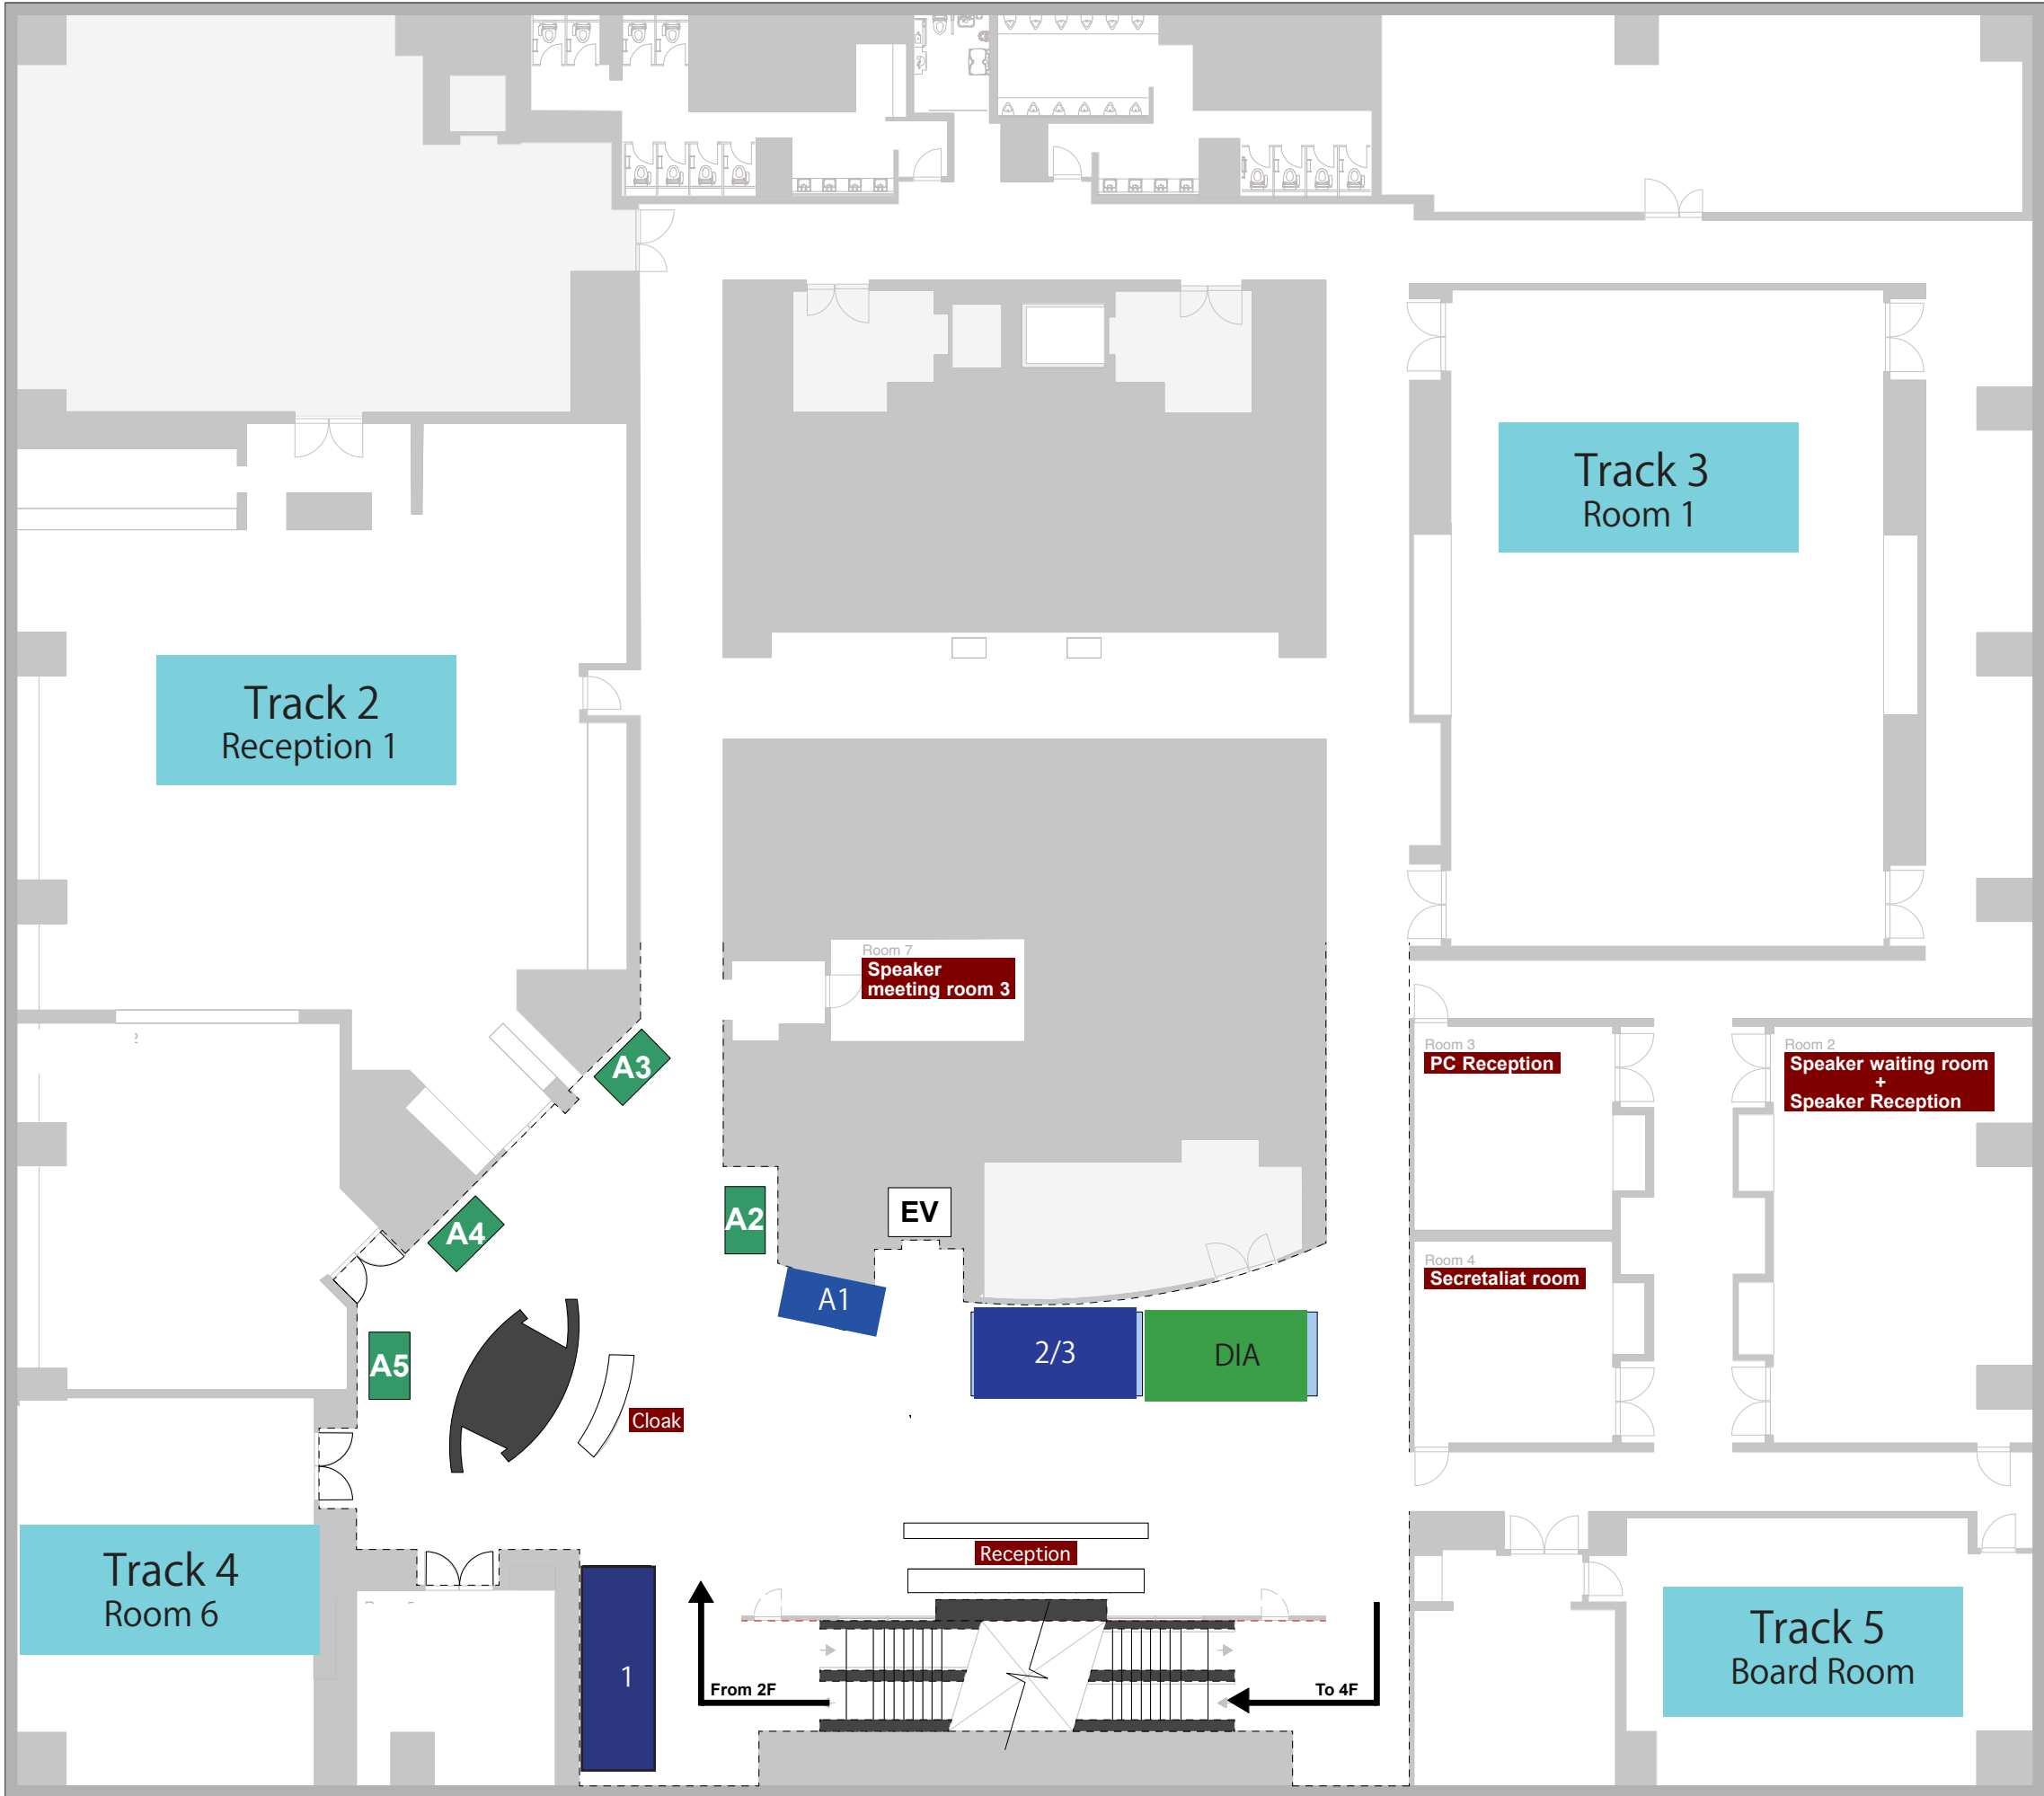 Track 3
Room 1
Track 2
Reception 1
Room 7
Speaker
meeting room 3
Room 3
PC Reception
Room 2
Speaker waiting room
+
Speaker Reception
A3
A2
EV
A4
A1
Room 4
Secretaliat room
A5
2/3
DIA
Cloak
Reception
Track 4
Room 6
1
From 2F
To 4F
Track 5
Board Room